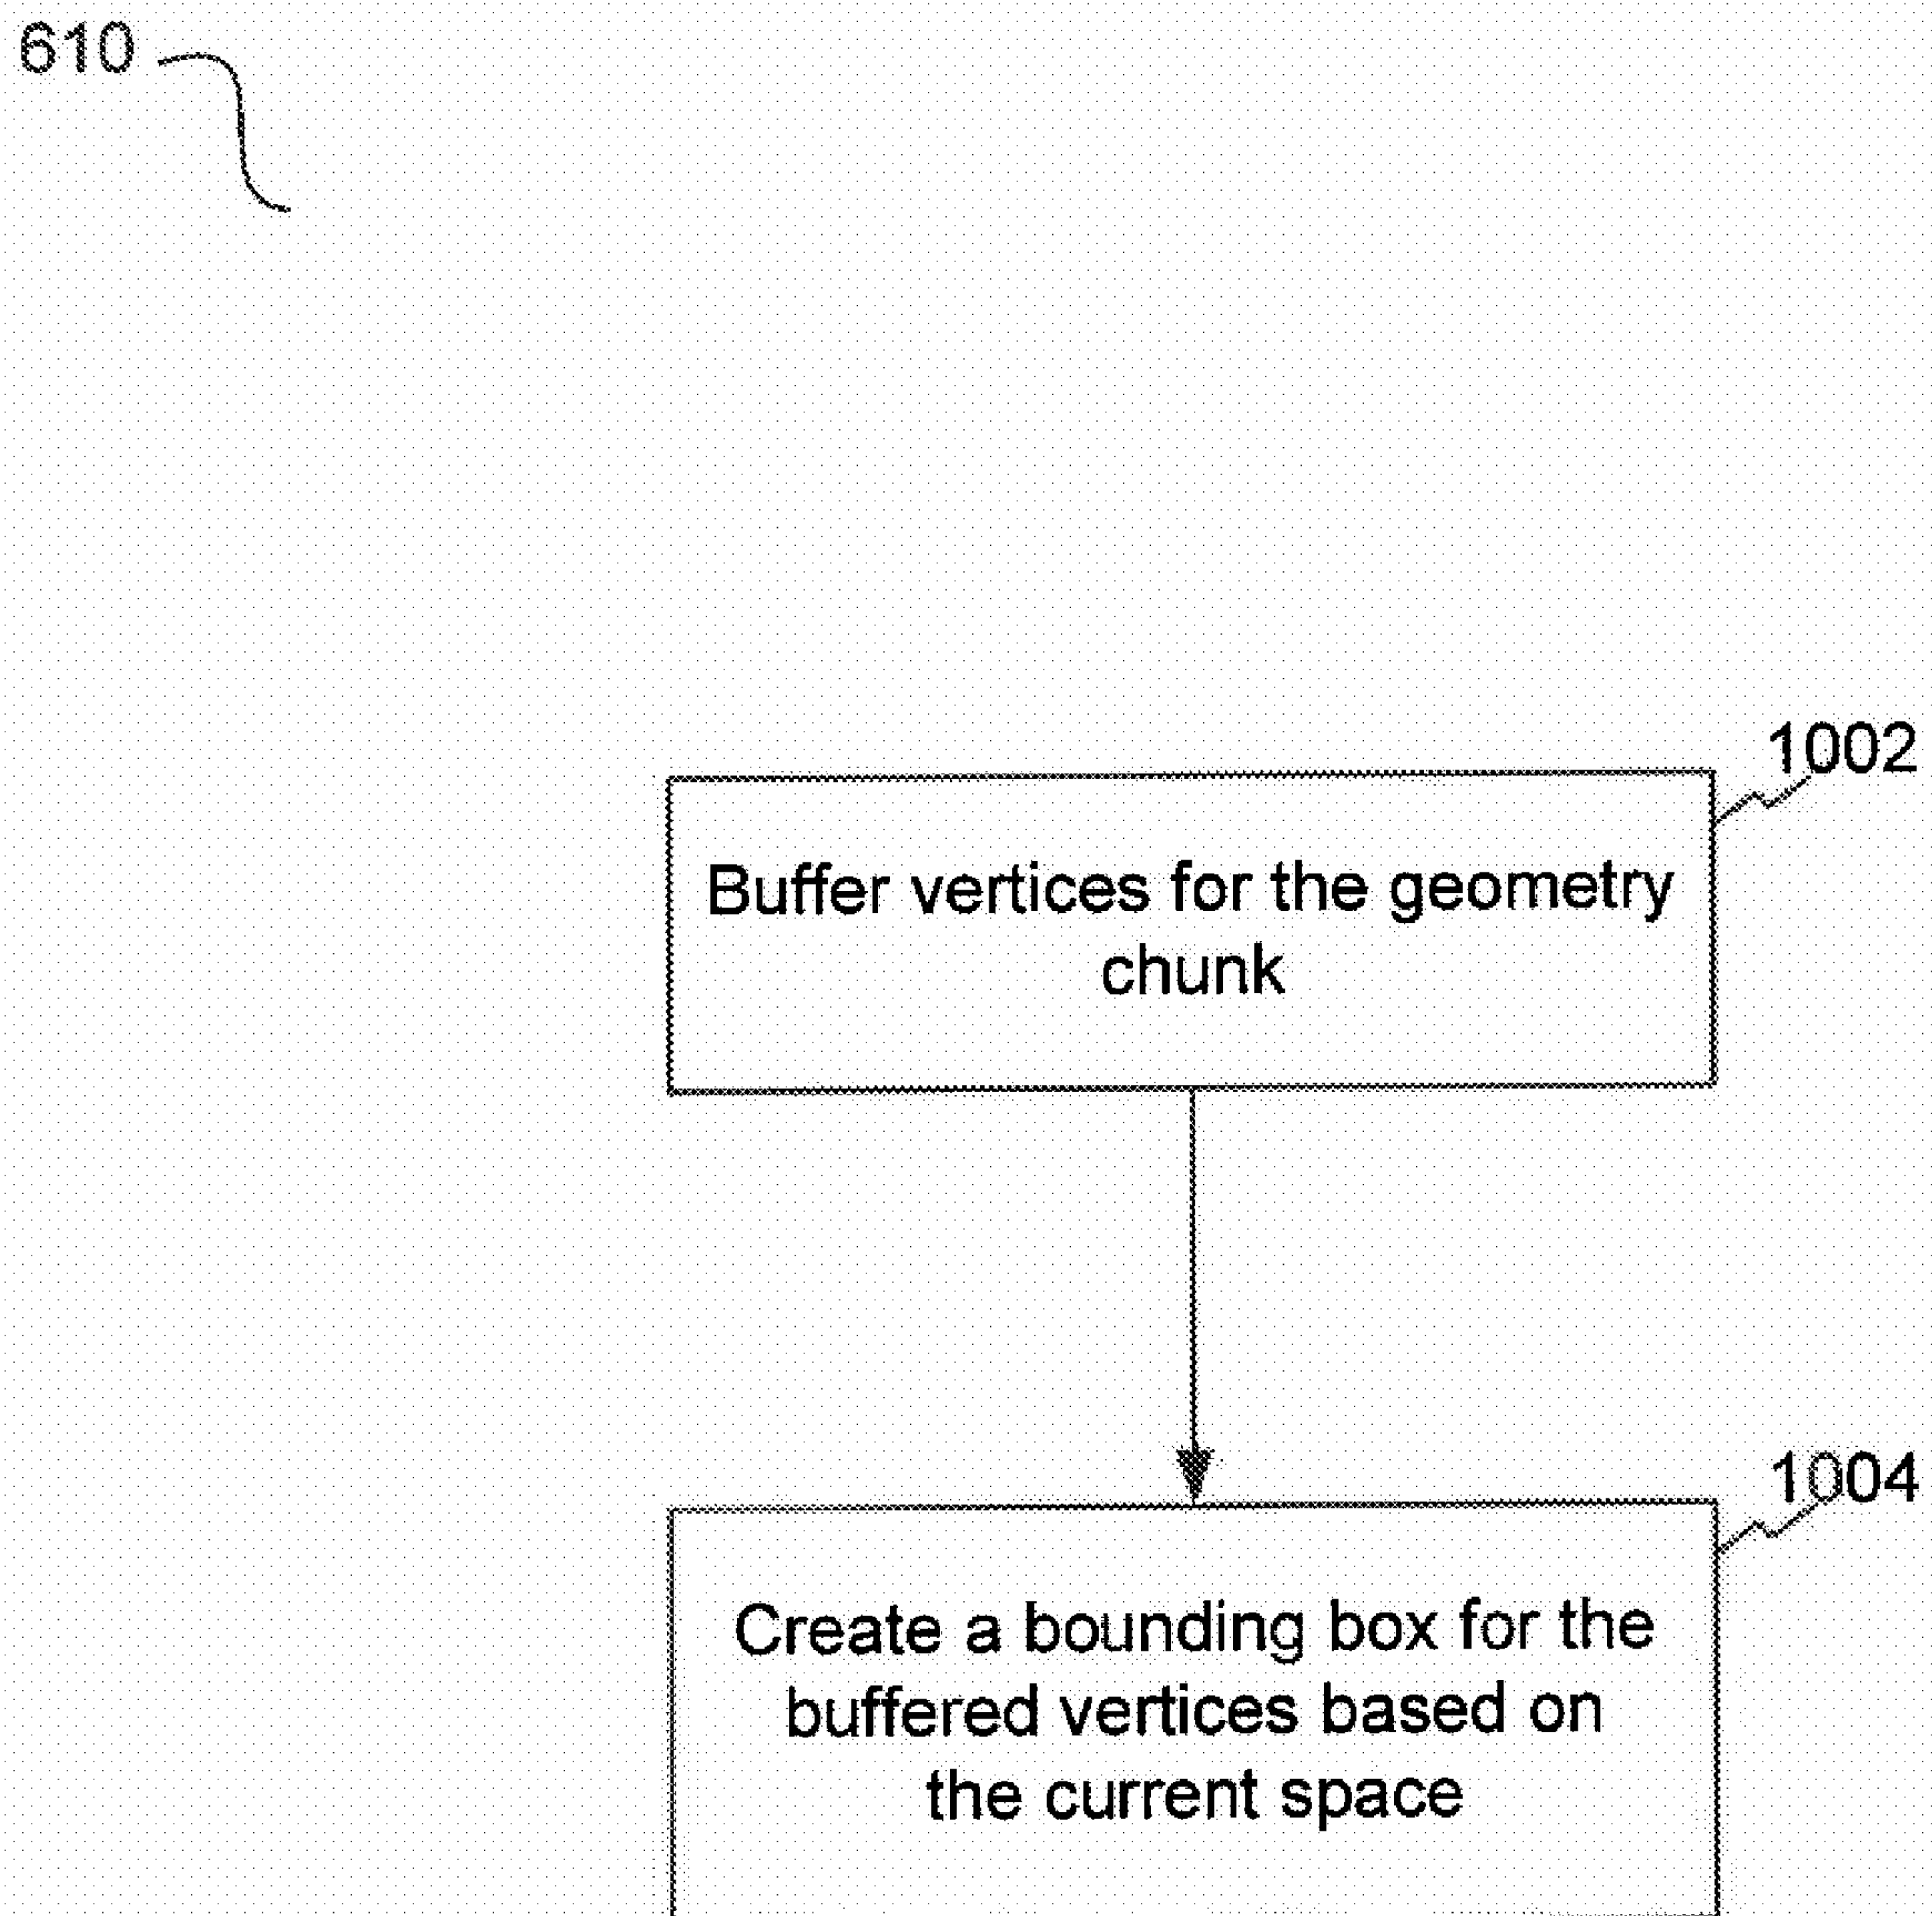 610
1002
Buffer vertices for the geometry
chunk
1004
Create a bounding box for the
buffered vertices based on
the current space